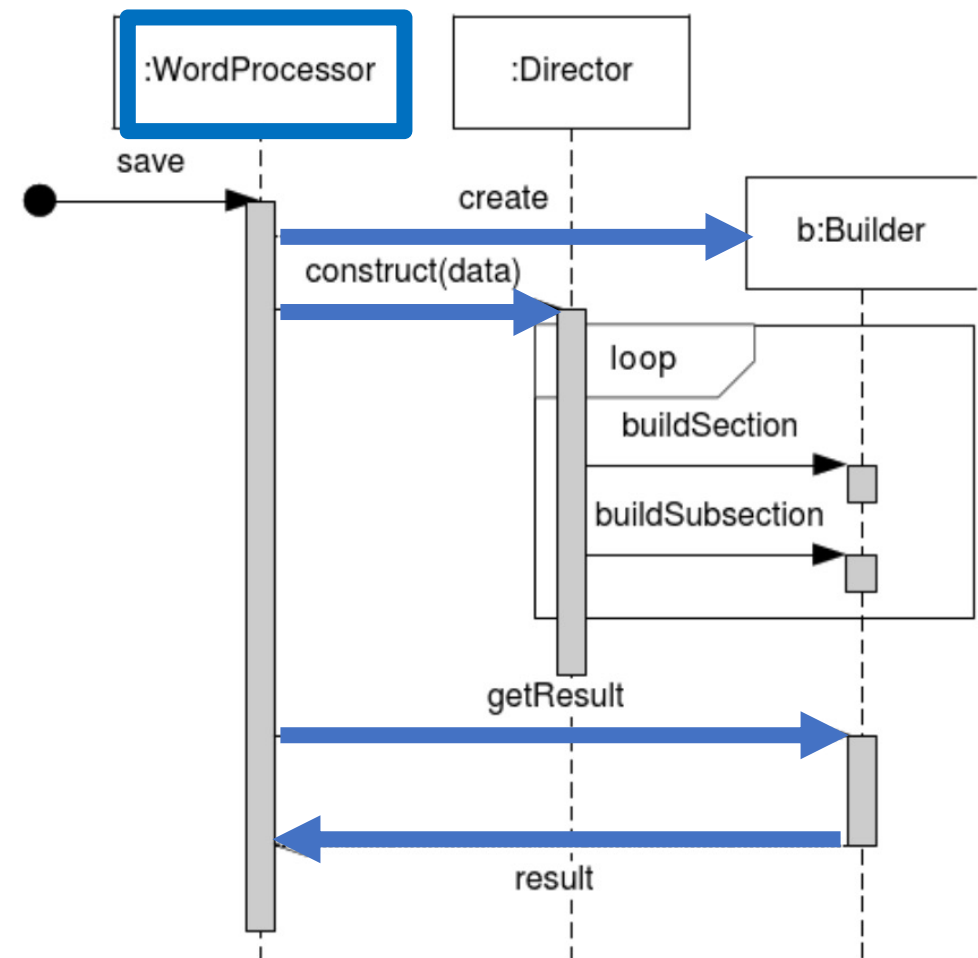 :WordProcessor
:Director
save
create
b:Builder
construct(data)
loop
buildSection
buildSubsection
getResult
result